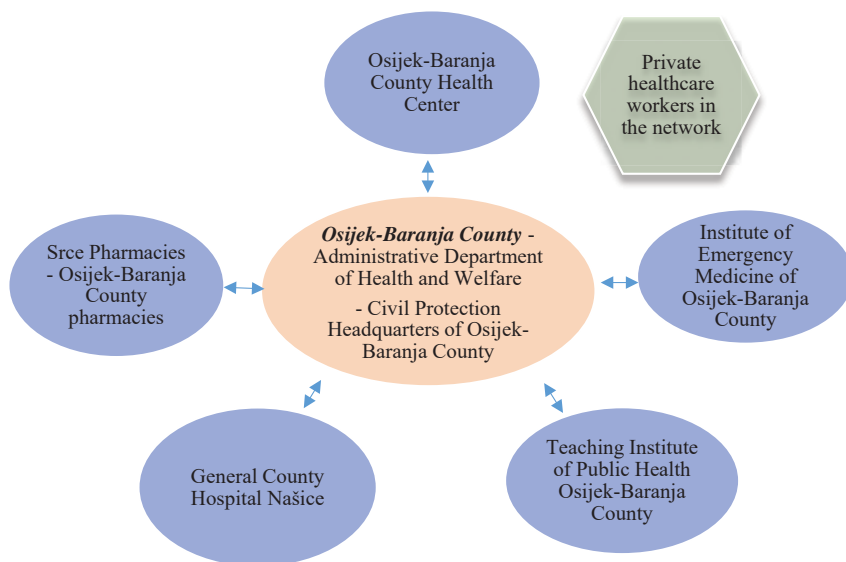 Osijek-Baranja
County Health
Center
Private
healthcare
workers in
the network
Srce Pharmacies
- Osijek-Baranja
County
pharmacies
Osijek-Baranja County -
Administrative Department
of Health and Welfare
- Civil Protection
Headquarters of Osijek-
Baranja County
Institute of
Emergency
Medicine of
Osijek-Baranja
County
General County
Hospital Našice
Teaching Institute
of Public Health
Osijek-Baranja
County